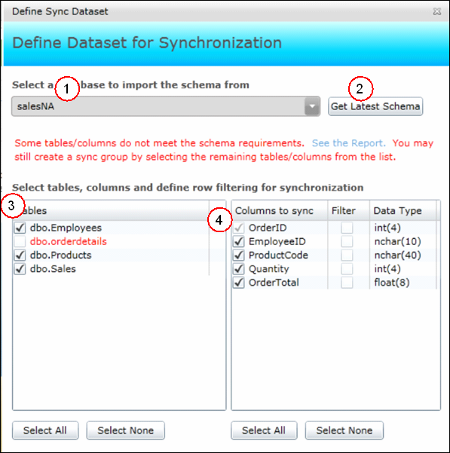 Define Sync Dataset
Define Dataset for Synchronization
Select a base to import the schema from
1
2
salesNA
Get Latest Schema
Some tables/columns do not meet the schema requirements. See the Report. You may
still create a sync group by selecting the remaining tables/columns from the list.
Select tables, columns and define row filtering for synchronization
3
4
Columns to sync Filter Data Type
dbo.Employees
dbo.orderdetails
dbo.Products
dbo.Sales
OrderID int(4)
EmployeeID nchar(10)
ProductCode nchar(40)
Quantity int(4)
OrderTotal float(8)
Select All Select None
Select All Select None